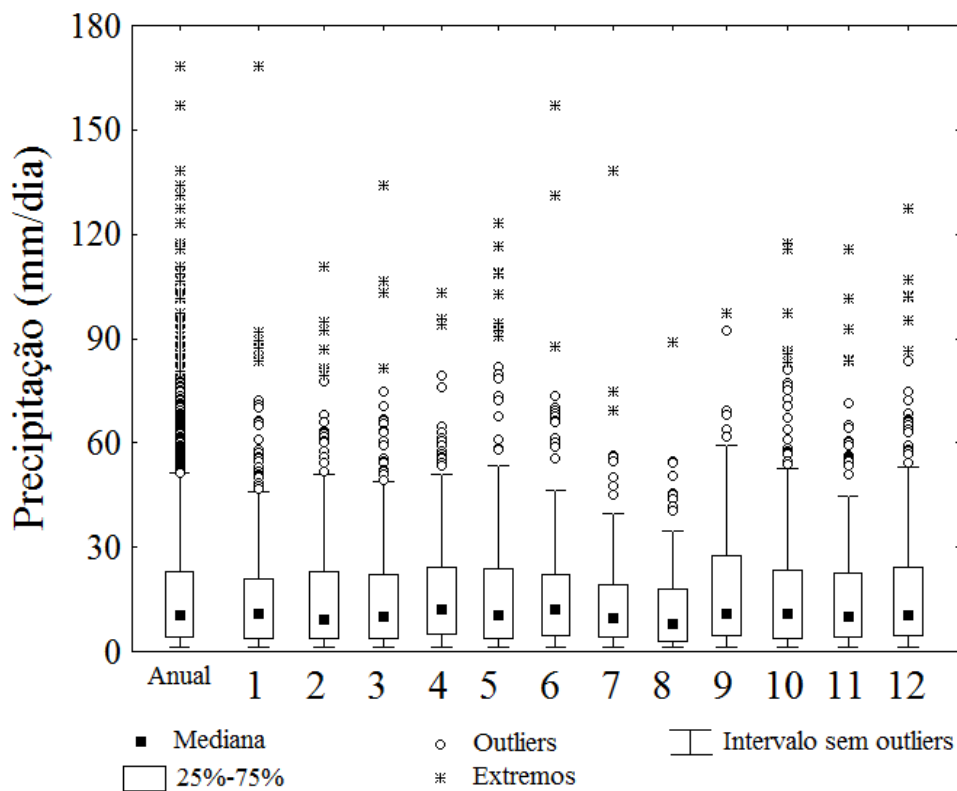 Precipitação (mm/dia)
180
150
120
90
60
30
0
Anual 1 2 3 4 5 6 7 8 9 10 11 12
Mediana
Outliers
Intervalo sem outliers
25%-75%
Extremos